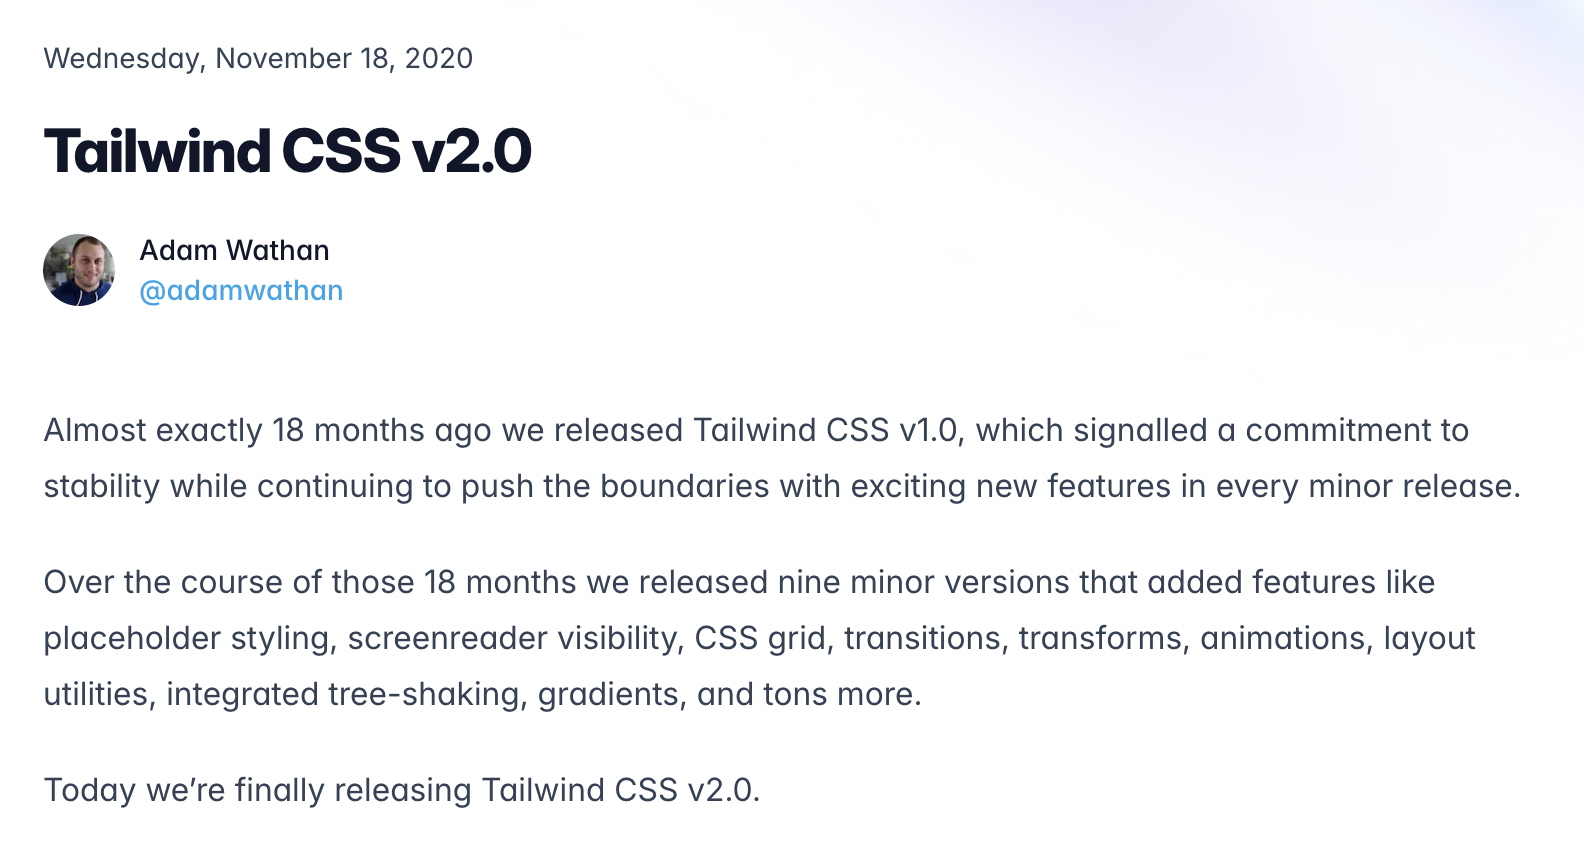 Wednesday, November 18, 2020
Tailwind CSS v2.0
Adam Wathan
@adamwathan
Almost exactly 18 months ago we released Tailwind CSS v1.0, which signalled a commitment to
stability while continuing to push the boundaries with exciting new features in every minor release.
Over the course of those 18 months we released nine minor versions that added features like
placeholder styling, screenreader visibility, CSS grid, transitions, transforms, animations, layout
utilities, integrated tree-shaking, gradients, and tons more.
Today we’re finally releasing Tailwind CSS v2.0.